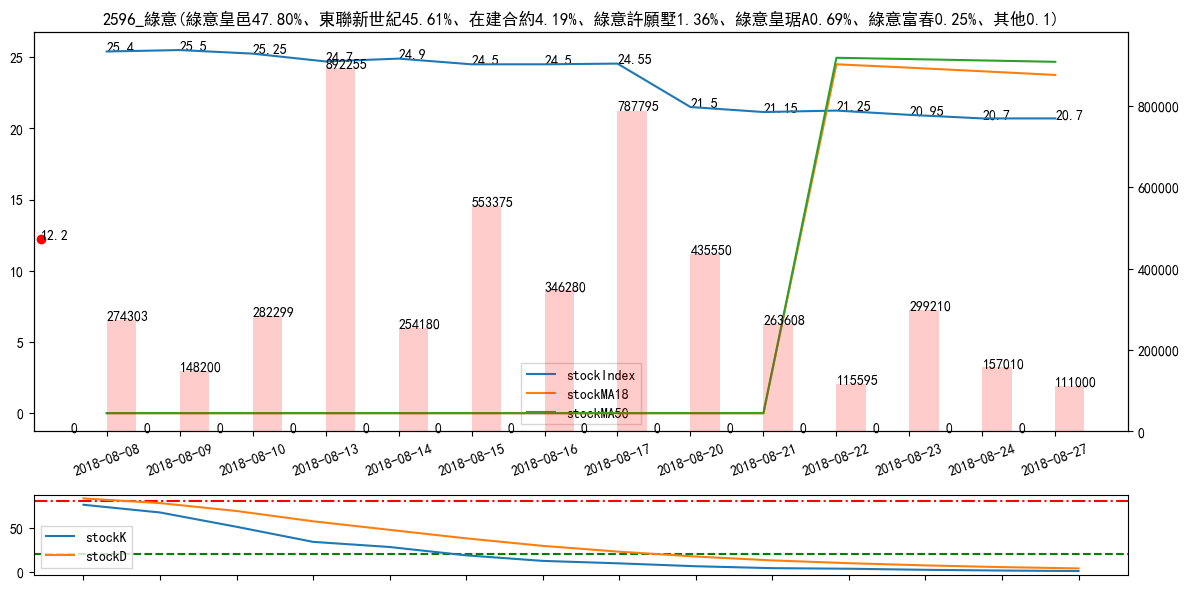 2596_綠意(綠意皇邑47.80%、東聯新世紀45.61%、在建合約4.19%、綠意許願墅1.36%、綠意皇琚A0.69%、綠意富春0.25%、其他0.1)
25.4 25.5 25.25 24.7 24.9 24.5 24.5 24.55 21.5 21.15 21.25 20.95 20.7 20.7
12.2
274303 148200 282299 872255 254180 553375 346280 787795 435550 263608 115595 299210 157010 111000
0 0 0 0 0 0 0 0 0 0 0 0 0 0
25
20
15
10
5
0
800000
600000
400000
200000
0
stockIndex
stockMA18
stockMA50
2018-08-08 2018-08-09 2018-08-10 2018-08-13 2018-08-14 2018-08-15 2018-08-16 2018-08-17 2018-08-20 2018-08-21 2018-08-22 2018-08-23 2018-08-24 2018-08-27
50
0
stockK
stockD